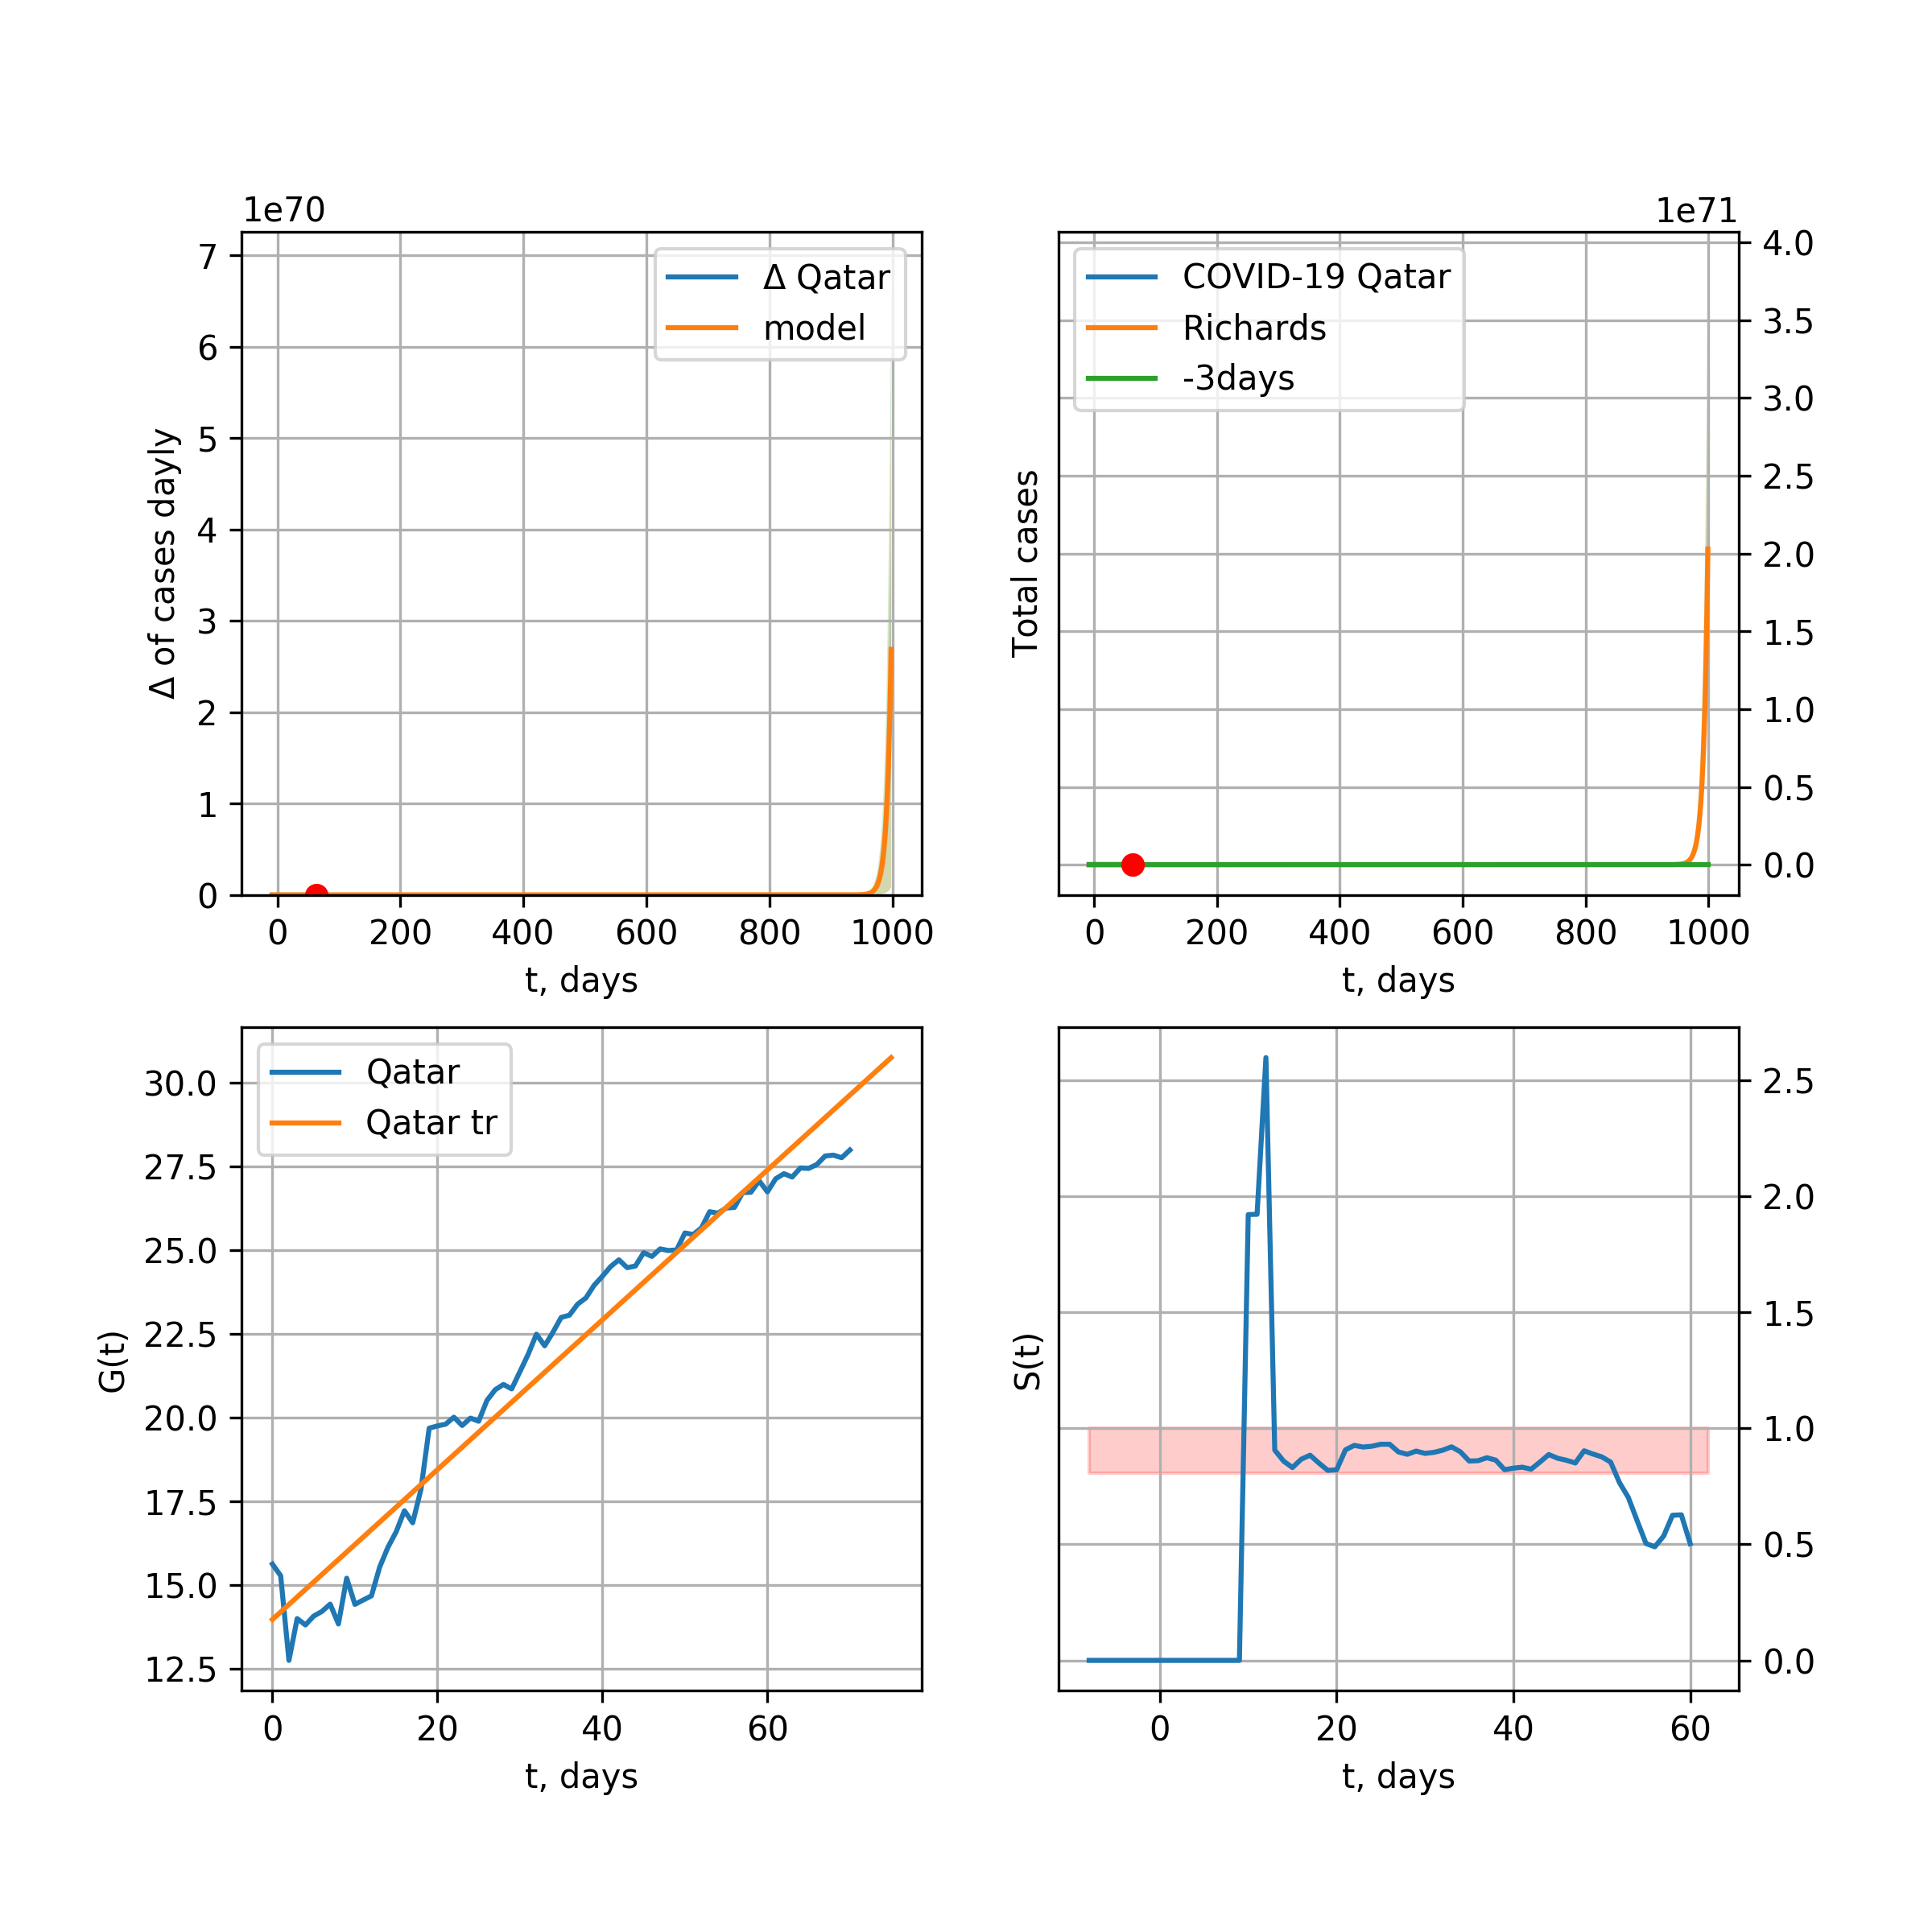 1e70
7
6
5
4
3
2
1
0
Δ of cases dayly
Δ Qatar
model
0 200 400 600 800 1000
t, days
1e71
4.0
3.5
3.0
2.5
2.0
1.5
1.0
0.5
0.0
Total cases
COVID-19 Qatar
Richards
-3days
0 200 400 600 800 1000
t, days
30.0
27.5
25.0
22.5
20.0
17.5
15.0
12.5
G(t)
Qatar
Qatar tr
0 20 40 60
t, days
2.5
2.0
1.5
1.0
0.5
0.0
S(t)
0 20 40 60
t, days